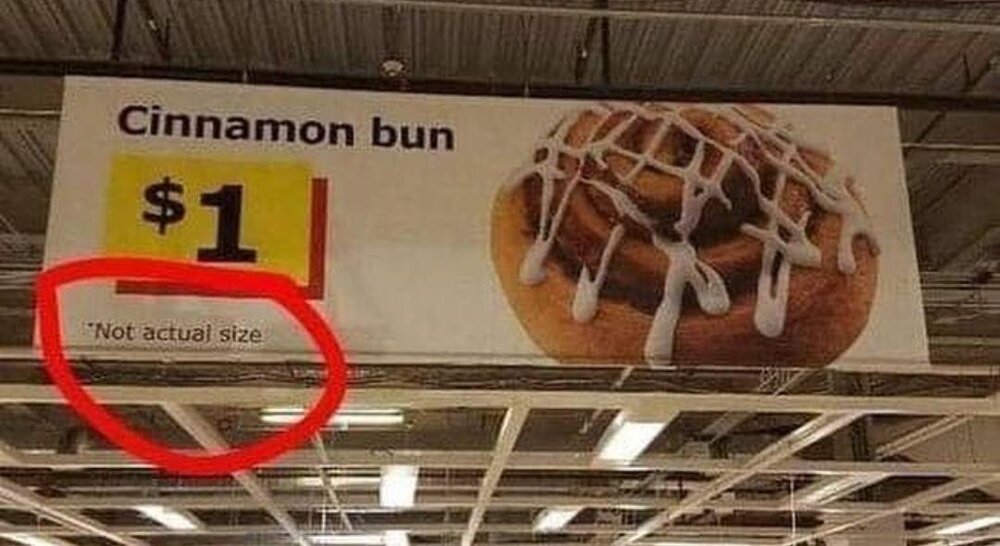 Cinnamon bun
$1
*Not actual size